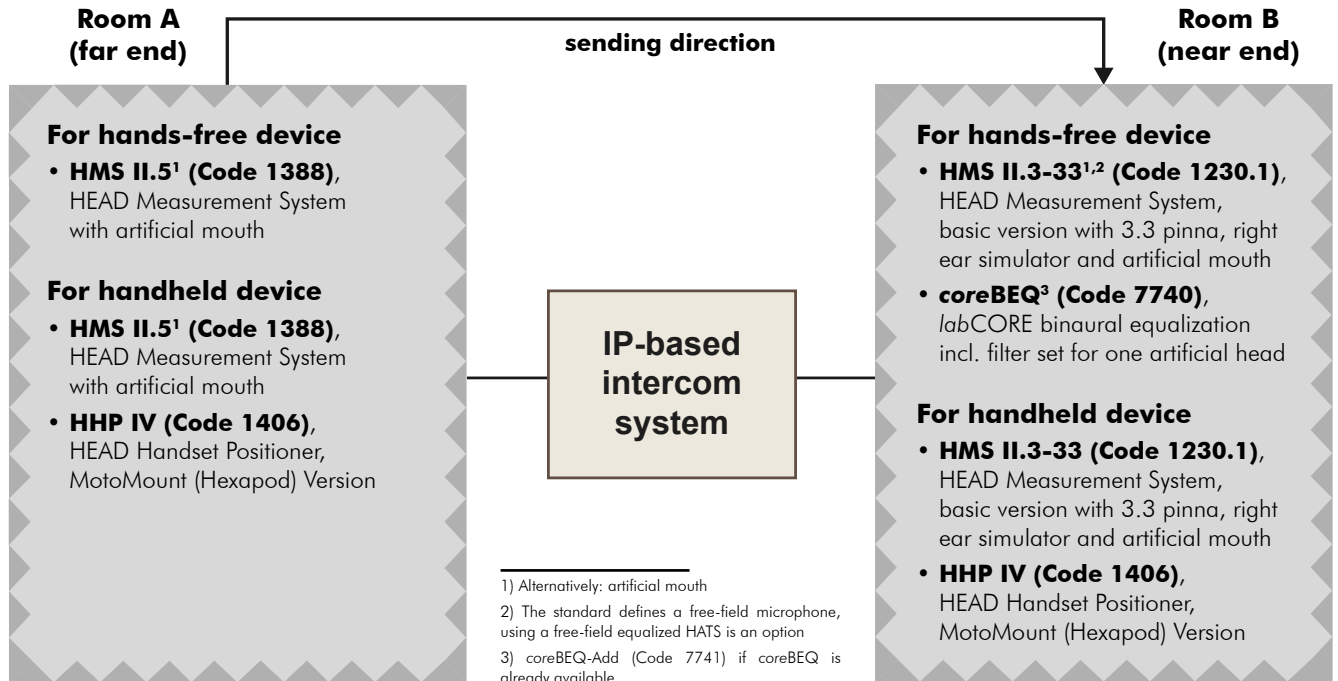 Room A
(far end)
sending direction
Room B
(near end)
For hands-free device
• HMS II.5¹ (Code 1388),
HEAD Measurement System
with artificial mouth
For handheld device
• HMS II.5¹ (Code 1388),
HEAD Measurement System
with artificial mouth
• HHP IV (Code 1406),
HEAD Handset Positioner,
MotoMount (Hexapod) Version
IP-based
intercom
system
1) Alternatively: artificial mouth
2) The standard defines a free-field microphone,
using a free-field equalized HATS is an option
3) coreBEQ-Add (Code 7741) if coreBEQ is
already available
For hands-free device
• HMS II.3-33¹,² (Code 1230.1),
HEAD Measurement System,
basic version with 3.3 pinna, right
ear simulator and artificial mouth
• coreBEQ³ (Code 7740),
labCORE binaural equalization
incl. filter set for one artificial head
For handheld device
• HMS II.3-33 (Code 1230.1),
HEAD Measurement System,
basic version with 3.3 pinna, right
ear simulator and artificial mouth
• HHP IV (Code 1406),
HEAD Handset Positioner,
MotoMount (Hexapod) Version